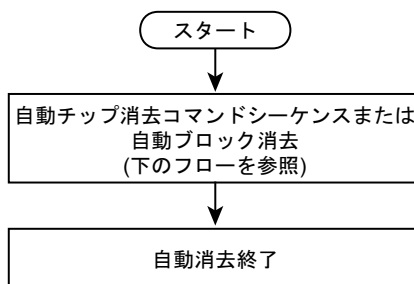 スタート
自動チップ消去コマンドシーケンスまたは
自動ブロック消去
(下のフローを参照)
自動消去終了